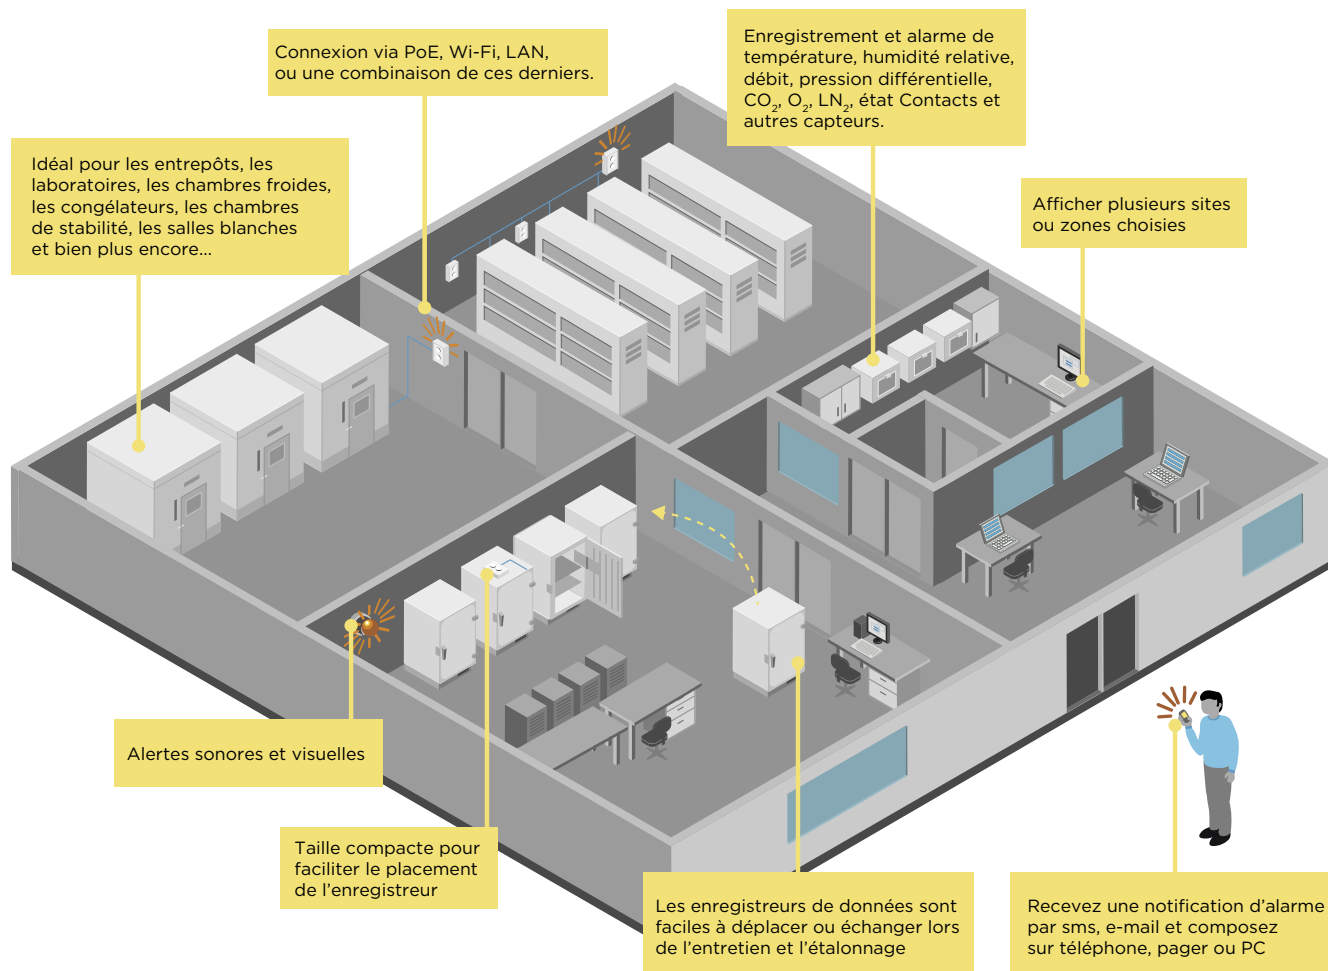 Connexion via PoE, Wi-Fi, LAN,
ou une combinaison de ces derniers.
Enregistrement et alarme de
température, humidité relative,
débit, pression différentielle,
CO₂, O₂, LN₂, état Contacts et
autres capteurs.
Idéal pour les entrepôts, les
laboratoires, les chambres froides,
les congélateurs, les chambres
de stabilité, les salles blanches
et bien plus encore...
Afficher plusieurs sites
ou zones choisies
Alertes sonores et visuelles
Taille compacte pour
faciliter le placement
de l’enregistreur
Les enregistreurs de données sont
faciles à déplacer ou échanger lors
de l’entretien et l’étalonnage
Recevez une notification d’alarme
par sms, e-mail et composez
sur téléphone, pager ou PC